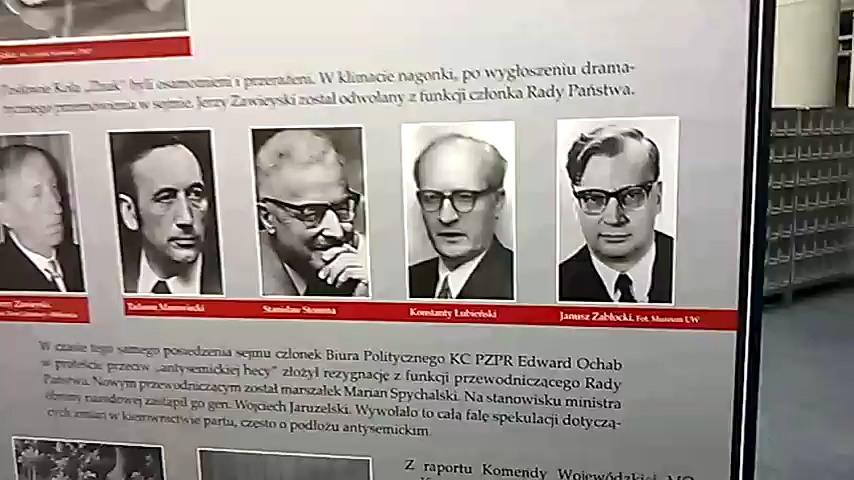 Posłowie Koła „Znak” byli osamotnieni i przerażeni. W klimacie nagonki, po wygłoszeniu drama-
tycznego przemówienia w sejmie, Jerzy Zawieyski został odwołany z funkcji członka Rady Państwa.
Jerzy Zawieyski.
Tadeusz Mazowiecki
Stanisław Stomma
Konstanty Łubieński
Janusz Zabłocki. Fot. Muzeum UW
W czasie tego samego posiedzenia sejmu członek Biura Politycznego KC PZPR Edward Ochab
w proteście przeciw „antysemickiej hecy” złożył rezygnację z funkcji przewodniczącego Rady
Państwa. Nowym przewodniczącym został marszałek Marian Spychalski. Na stanowisku ministra
obrony narodowej zastąpił go gen. Wojciech Jaruzelski. Wywołało to całą falę spekulacji dotyczą-
cych zmian w kierownictwie partii, często o podłożu antysemickim.
Z raportu Komendy Wojewódzkiej MO